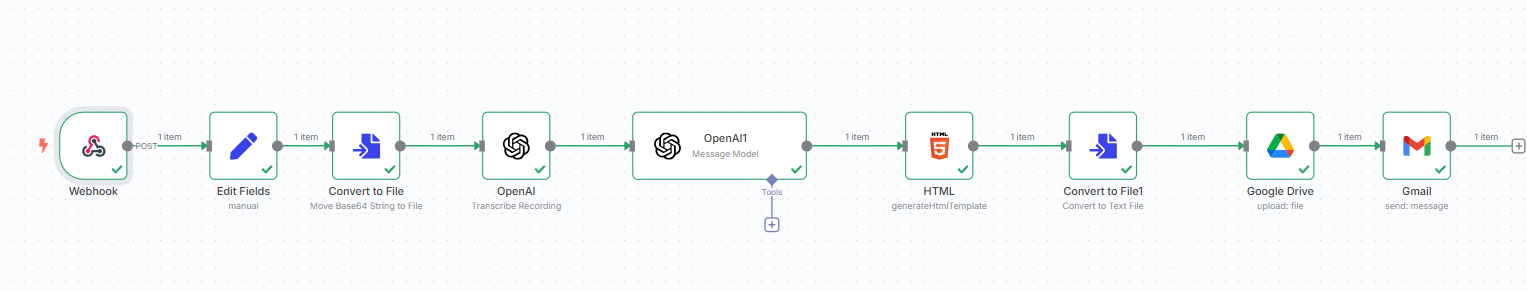 1 item
1 item
1 item
1 item
1 item
1 item
1 item
1 item
1 item
POST
OpenAI1
Message Model
HTML
Tools
Webhook
Edit Fields
manual
Convert to File
Move Base64 String to File
OpenAI
Transcribe Recording
HTML
generateHtmlTemplate
Convert to File1
Convert to Text File
Google Drive
upload: file
Gmail
send: message